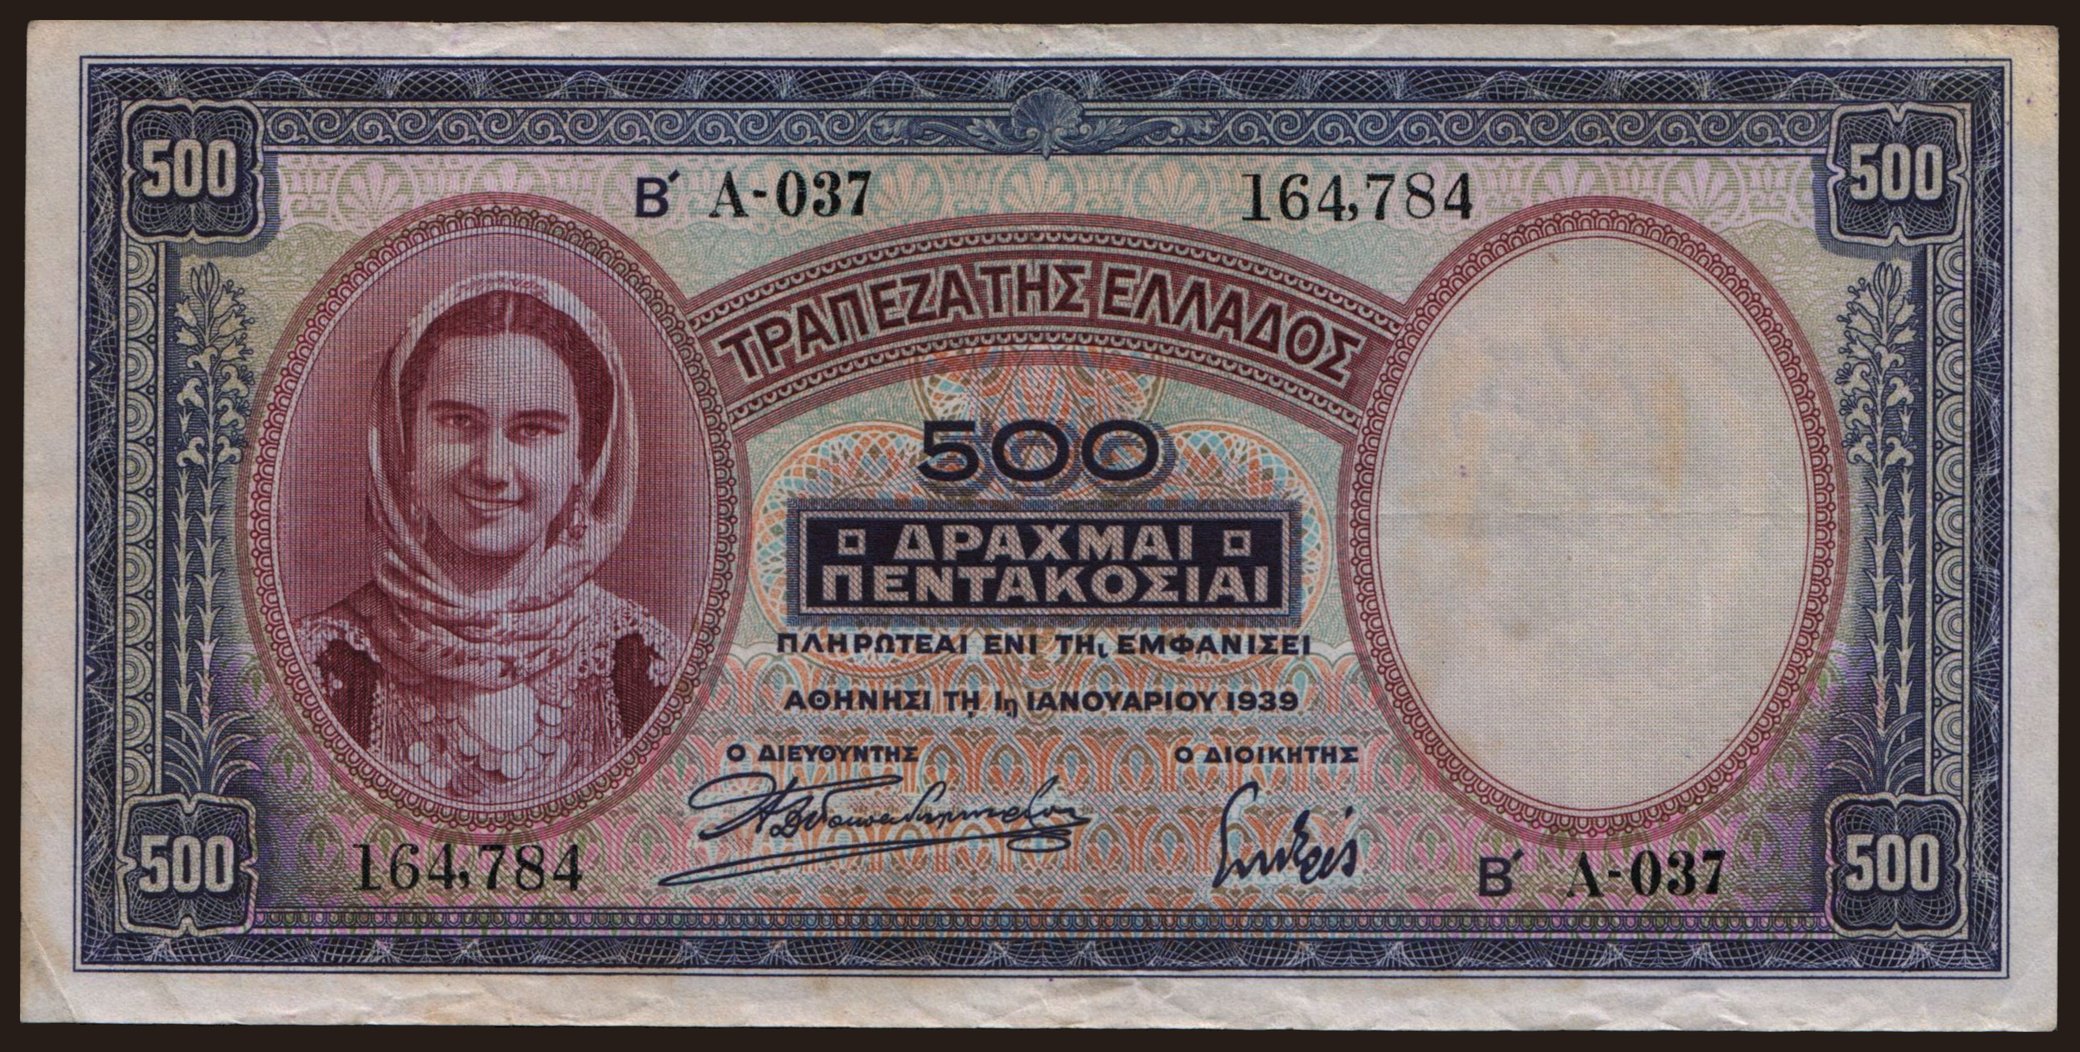 500
500
Β΄ Α-037
164,784
ΤΡΑΠΕΖΑ ΤΗΣ ΕΛΛΑΔΟΣ
500
ΔΡΑΧΜΑΙ
ΠΕΝΤΑΚΟΣΙΑΙ
ΠΛΗΡΩΤΕΑΙ ΕΝΙ ΤΗι ΕΜΦΑΝΙΣΕΙ
ΑΘΗΝΗΣΙ ΤΗ 1η ΙΑΝΟΥΑΡΙΟΥ 1939
Ο ΔΙΕΥΘΥΝΤΗΣ
Ο ΔΙΟΙΚΗΤΗΣ
164,784
Β΄ Α-037
500
500